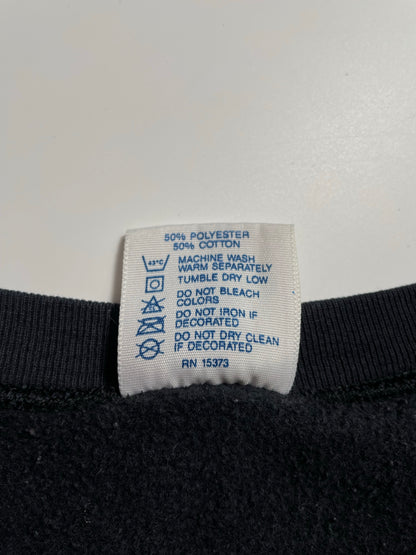 50% POLYESTER
50% COTTON
43°C MACHINE WASH
WARM SEPARATELY
TUMBLE DRY LOW
DO NOT BLEACH
COLORS
DO NOT IRON IF
DECORATED
DO NOT DRY CLEAN
IF DECORATED
RN 15373